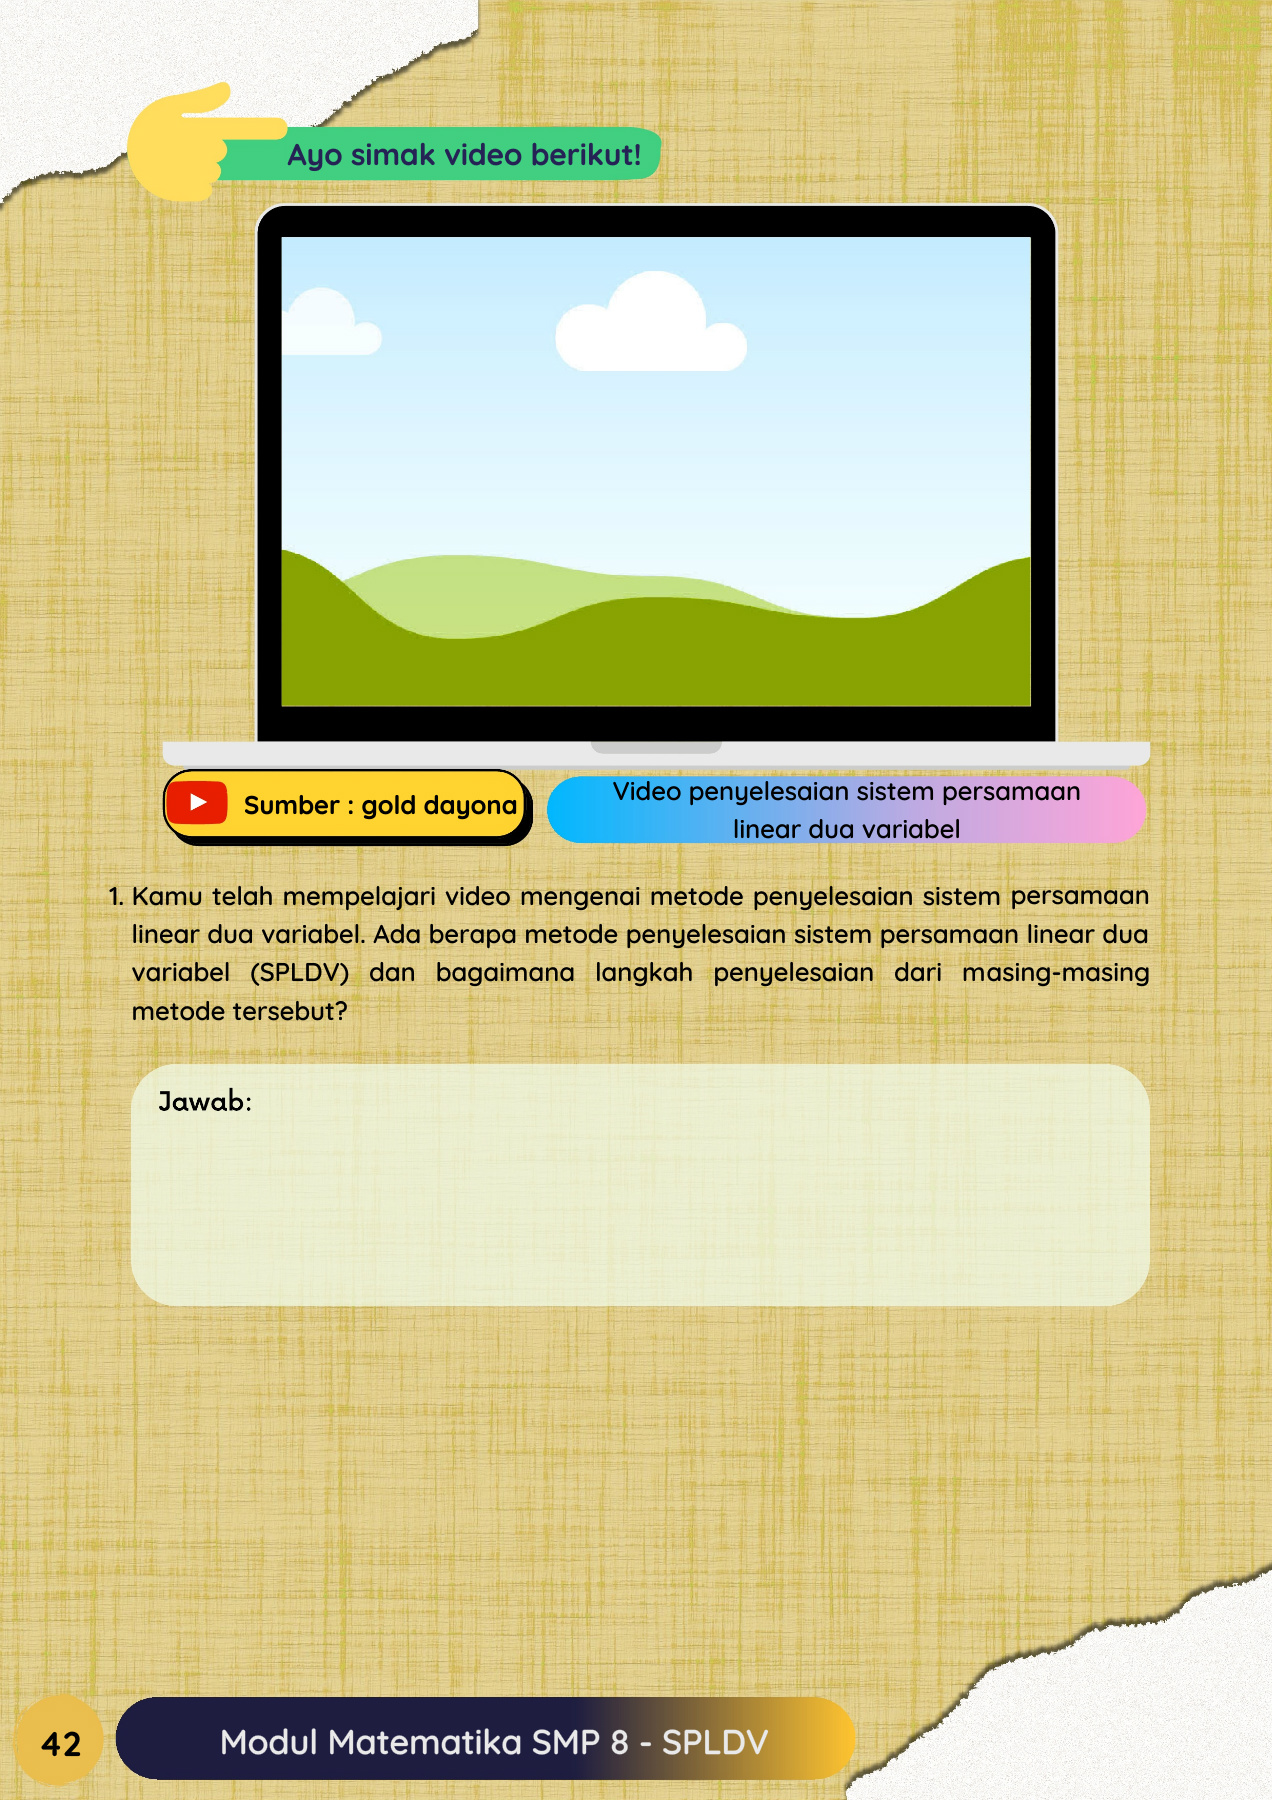 Ayo simak video berikut!
Sumber : gold dayona
Video penyelesaian sistem persamaan
linear dua variabel
1. Kamu telah mempelajari video mengenai metode penyelesaian sistem persamaan
linear dua variabel. Ada berapa metode penyelesaian sistem persamaan linear dua
variabel (SPLDV) dan bagaimana langkah penyelesaian dari masing-masing
metode tersebut?
Jawab:
42
Modul Matematika SMP 8 - SPLDV